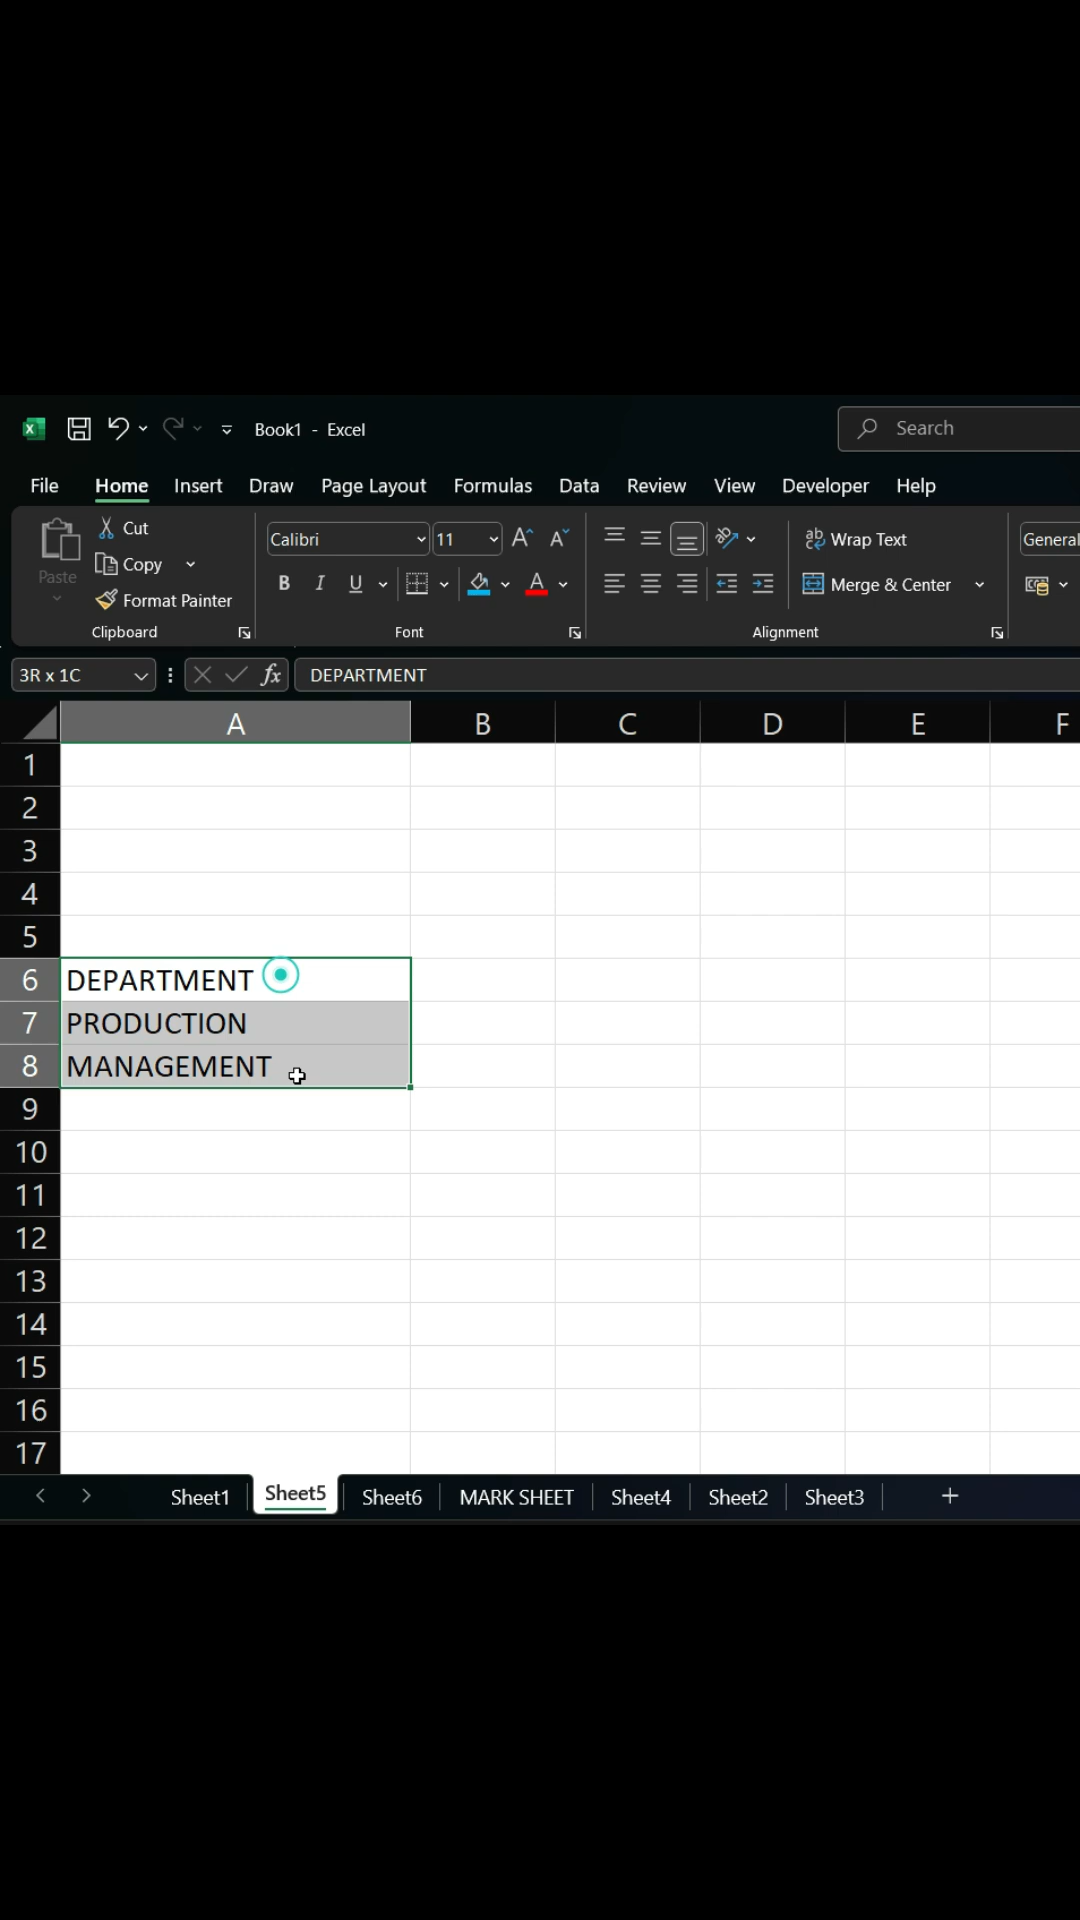 Book1 - Excel
Search
File Home Insert Draw Page Layout Formulas Data Review View Developer Help
Paste
Cut
Copy
Format Painter
Clipboard
Calibri 11
B I U A
Font
Wrap Text
Merge & Center
Alignment
General
3R x 1C fx DEPARTMENT
A B C D E F
1
2
3
4
5
6 DEPARTMENT
7 PRODUCTION
8 MANAGEMENT
9
10
11
12
13
14
15
16
17
Sheet1 Sheet5 Sheet6 MARK SHEET Sheet4 Sheet2 Sheet3